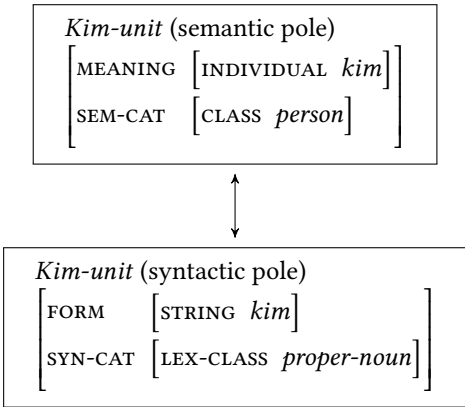 Kim-unit (semantic pole)
MEANING [INDIVIDUAL kim]
SEM-CAT [CLASS person]
Kim-unit (syntactic pole)
FORM [STRING kim]
SYN-CAT [LEX-CLASS proper-noun]